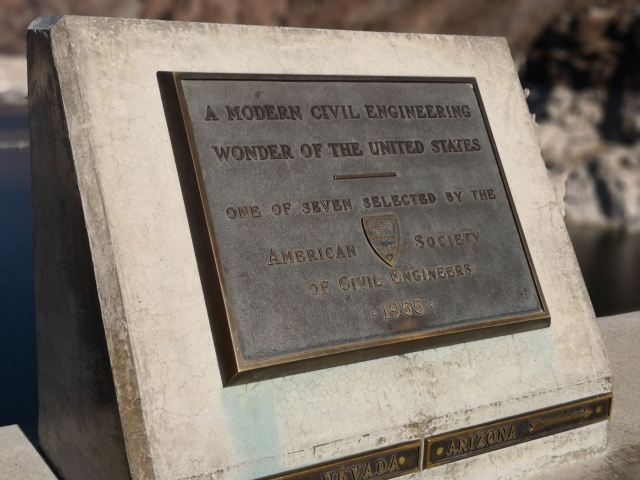 A MODERN CIVIL ENGINEERING
WONDER OF THE UNITED STATES
ONE OF SEVEN SELECTED BY THE
AMERICAN SOCIETY
OF CIVIL ENGINEERS
· 1955 ·
NEVADA
ARIZONA